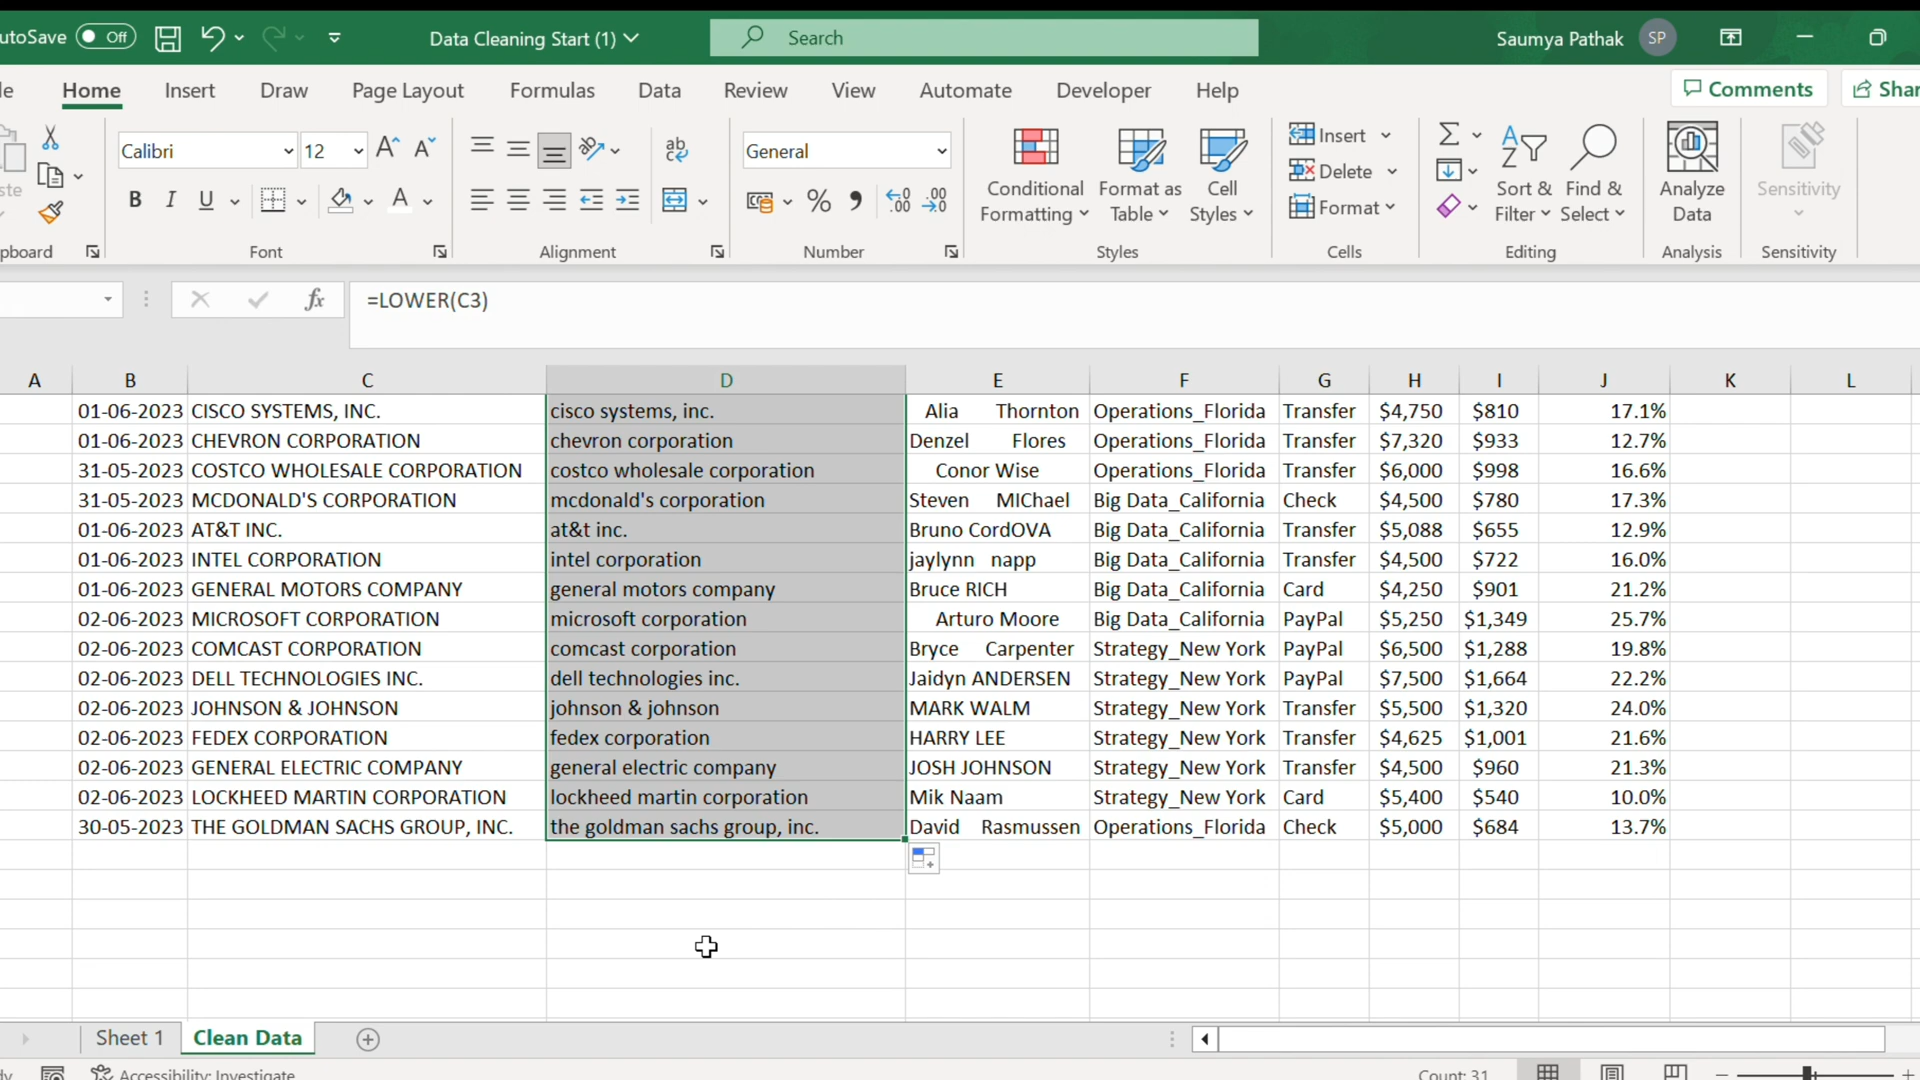 utoSave Off Data Cleaning Start (1) Search Saumya Pathak SP
le Home Insert Draw Page Layout Formulas Data Review View Automate Developer Help Comments Shar
Calibri 12 General Insert
ste B I U Conditional Formatting Format as Table Cell Styles Delete Format Sort & Filter Find & Select Analyze Data Sensitivity
pboard Font Alignment Number Styles Cells Editing Analysis Sensitivity
fx =LOWER(C3)
A B C D E F G H I J K L
01-06-2023 CISCO SYSTEMS, INC. cisco systems, inc. Alia Thornton Operations_Florida Transfer $4,750 $810 17.1%
01-06-2023 CHEVRON CORPORATION chevron corporation Denzel Flores Operations_Florida Transfer $7,320 $933 12.7%
31-05-2023 COSTCO WHOLESALE CORPORATION costco wholesale corporation Conor Wise Operations_Florida Transfer $6,000 $998 16.6%
31-05-2023 MCDONALD'S CORPORATION mcdonald's corporation Steven MIChael Big Data_California Check $4,500 $780 17.3%
01-06-2023 AT&T INC. at&t inc. Bruno CordOVA Big Data_California Transfer $5,088 $655 12.9%
01-06-2023 INTEL CORPORATION intel corporation jaylynn napp Big Data_California Transfer $4,500 $722 16.0%
01-06-2023 GENERAL MOTORS COMPANY general motors company Bruce RICH Big Data_California Card $4,250 $901 21.2%
02-06-2023 MICROSOFT CORPORATION microsoft corporation Arturo Moore Big Data_California PayPal $5,250 $1,349 25.7%
02-06-2023 COMCAST CORPORATION comcast corporation Bryce Carpenter Strategy_New York PayPal $6,500 $1,288 19.8%
02-06-2023 DELL TECHNOLOGIES INC. dell technologies inc. Jaidyn ANDERSEN Strategy_New York PayPal $7,500 $1,664 22.2%
02-06-2023 JOHNSON & JOHNSON johnson & johnson MARK WALM Strategy_New York Transfer $5,500 $1,320 24.0%
02-06-2023 FEDEX CORPORATION fedex corporation HARRY LEE Strategy_New York Transfer $4,625 $1,001 21.6%
02-06-2023 GENERAL ELECTRIC COMPANY general electric company JOSH JOHNSON Strategy_New York Transfer $4,500 $960 21.3%
02-06-2023 LOCKHEED MARTIN CORPORATION lockheed martin corporation Mik Naam Strategy_New York Card $5,400 $540 10.0%
30-05-2023 THE GOLDMAN SACHS GROUP, INC. the goldman sachs group, inc. David Rasmussen Operations_Florida Check $5,000 $684 13.7%
Sheet 1 Clean Data
dy Accessibility: Investigate Count: 31